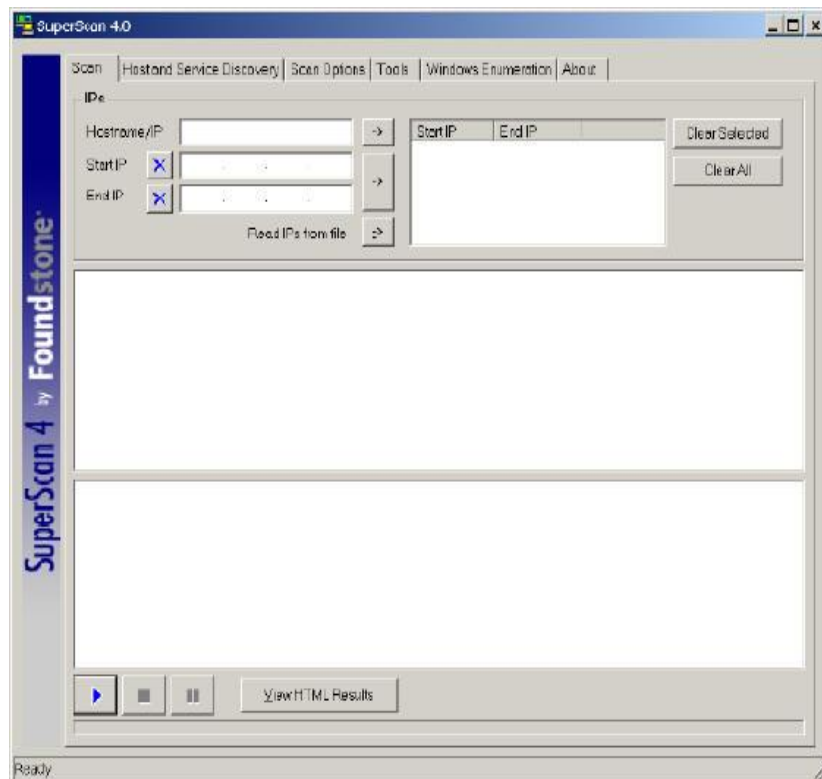 SuperScan 4.0
Scan
Host and Service Discovery
Scan Options
Tools
Windows Enumeration
About
IPs
Hostname/IP
->
Start IP
End IP
Clear Selected
Start IP
X
->
Clear All
End IP
X
Read IPs from file
->
SuperScan 4 by Foundstone
View HTML Results
Ready